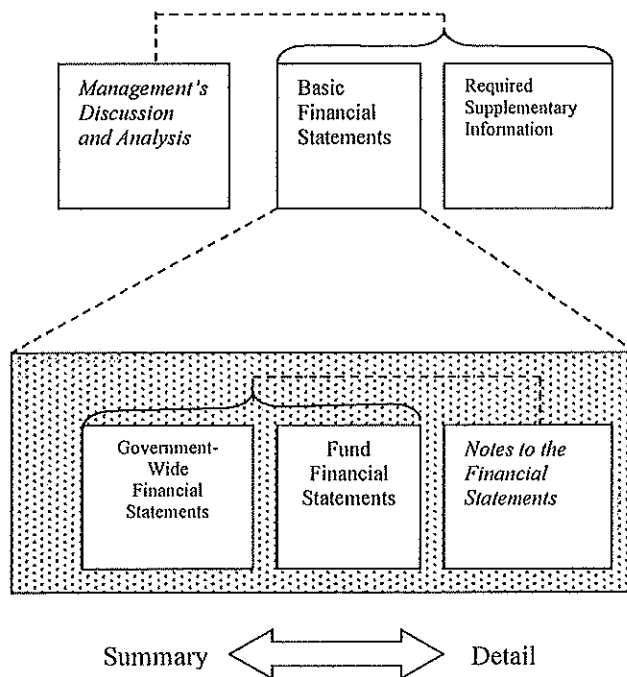 Management's
Discussion
and Analysis
Basic
Financial
Statements
Required
Supplementary
Information
Government-
Wide
Financial
Statements
Fund
Financial
Statements
Notes to the
Financial
Statements
Summary
Detail